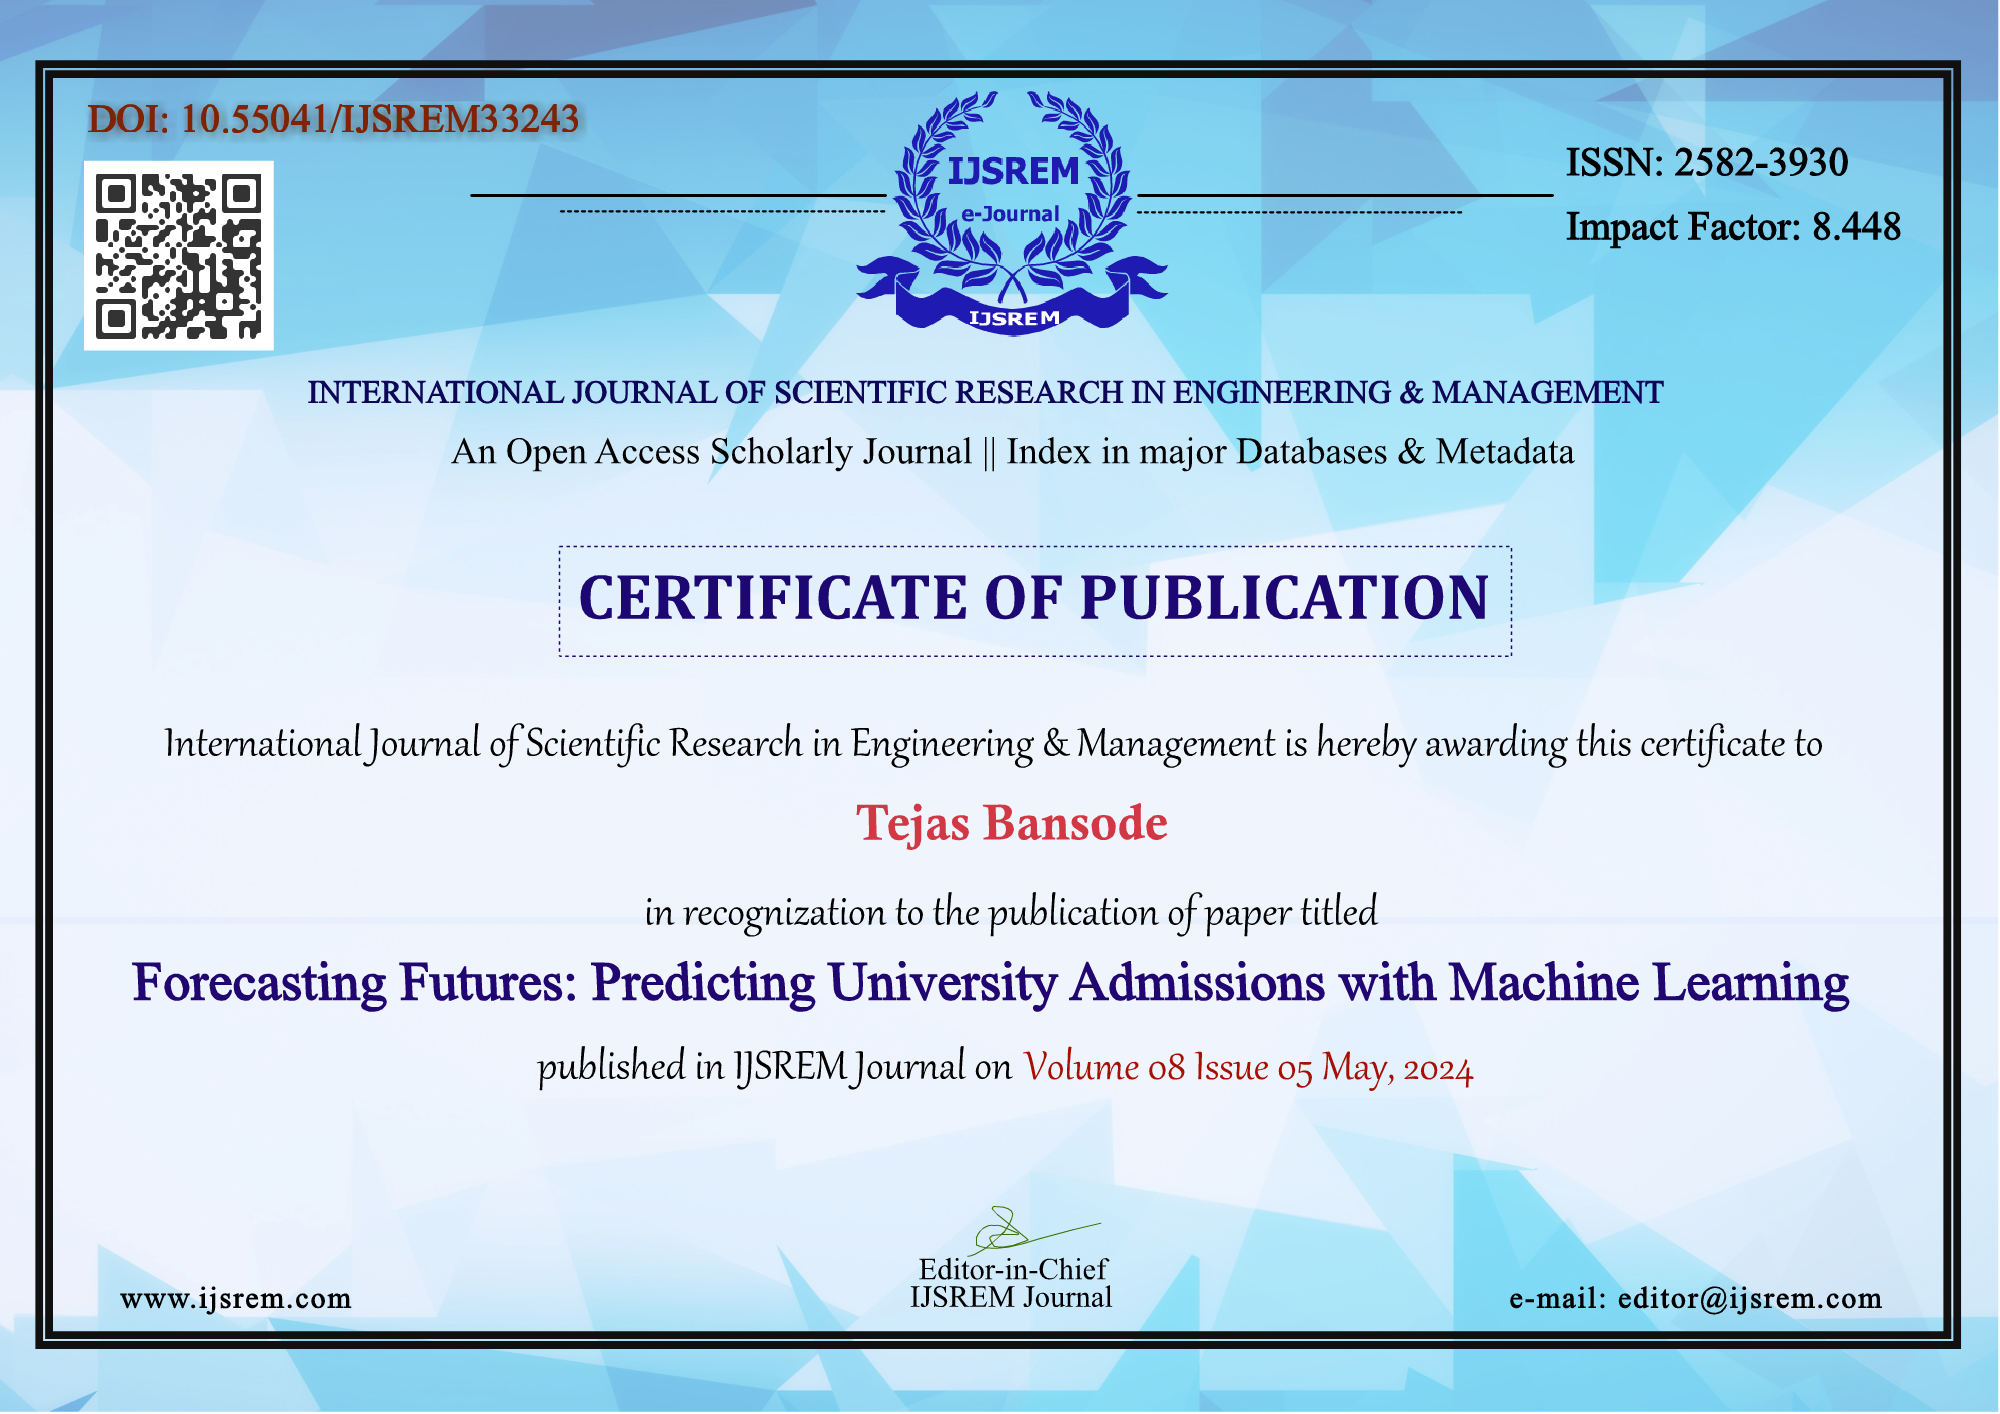 DOI: 10.55041/IJSREM33243
IJSREM
e-Journal
IJSREM
ISSN: 2582-3930
Impact Factor: 8.448
INTERNATIONAL JOURNAL OF SCIENTIFIC RESEARCH IN ENGINEERING & MANAGEMENT
An Open Access Scholarly Journal || Index in major Databases & Metadata
CERTIFICATE OF PUBLICATION
International Journal of Scientific Research in Engineering & Management is hereby awarding this certificate to
Tejas Bansode
in recognization to the publication of paper titled
Forecasting Futures: Predicting University Admissions with Machine Learning
published in IJSREM Journal on Volume 08 Issue 05 May, 2024
Editor-in-Chief
IJSREM Journal
www.ijsrem.com
e-mail: editor@ijsrem.com